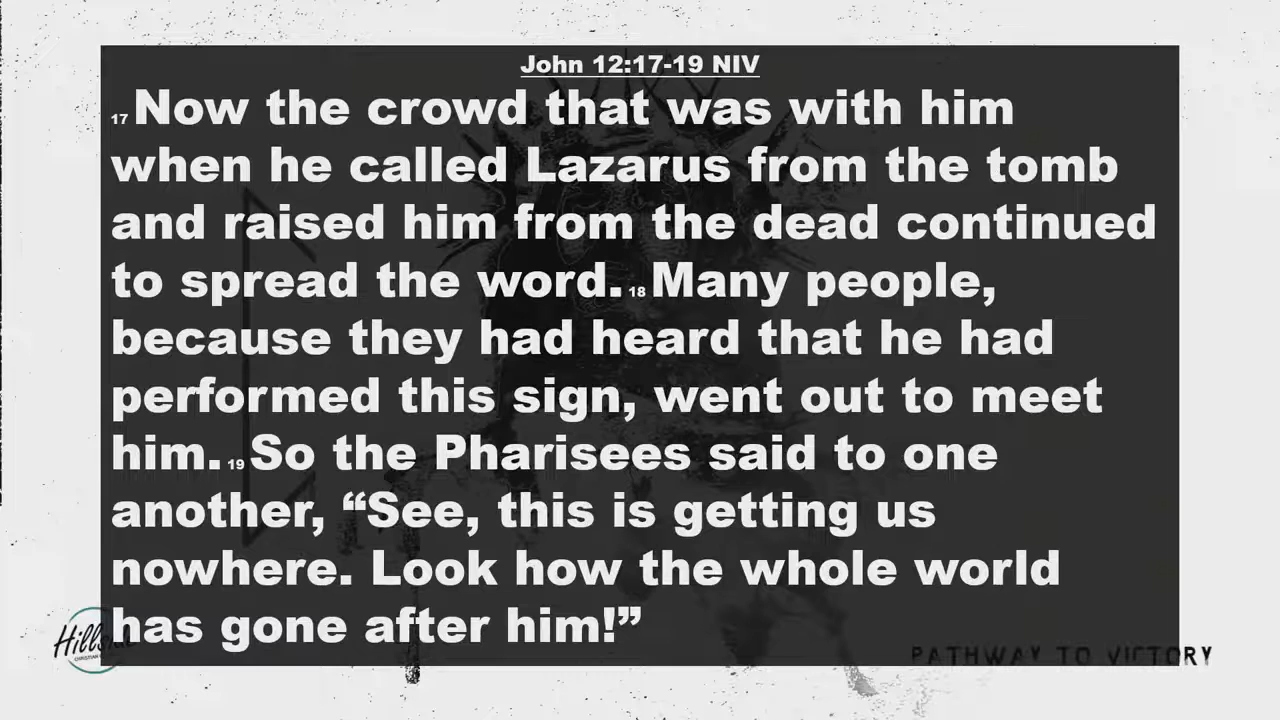 John 12:17-19 NIV
17 Now the crowd that was with him
when he called Lazarus from the tomb
and raised him from the dead continued
to spread the word. 18 Many people,
because they had heard that he had
performed this sign, went out to meet
him. 19 So the Pharisees said to one
another, “See, this is getting us
nowhere. Look how the whole world
has gone after him!”
PATHWAY TO VICTORY